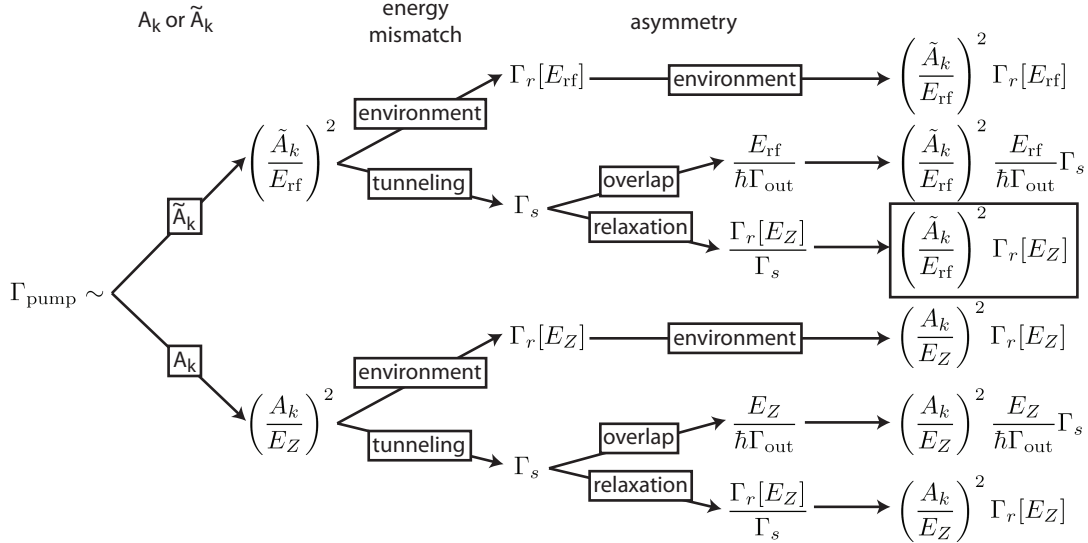 A_k or Ã_k
energy
mismatch
asymmetry
Γ_r[E_rf]
environment
(Ã_k/E_rf)^2 Γ_r[E_rf]
environment
(Ã_k/E_rf)^2
tunneling
Γ_s
overlap
E_rf/ħΓ_out
(Ã_k/E_rf)^2 E_rf/ħΓ_out Γ_s
relaxation
Γ_r[E_Z]/Γ_s
(Ã_k/E_rf)^2 Γ_r[E_Z]
Ã_k
Γ_pump ∼
A_k
Γ_r[E_Z]
environment
(A_k/E_Z)^2 Γ_r[E_Z]
environment
(A_k/E_Z)^2
tunneling
Γ_s
overlap
E_Z/ħΓ_out
(A_k/E_Z)^2 E_Z/ħΓ_out Γ_s
relaxation
Γ_r[E_Z]/Γ_s
(A_k/E_Z)^2 Γ_r[E_Z]